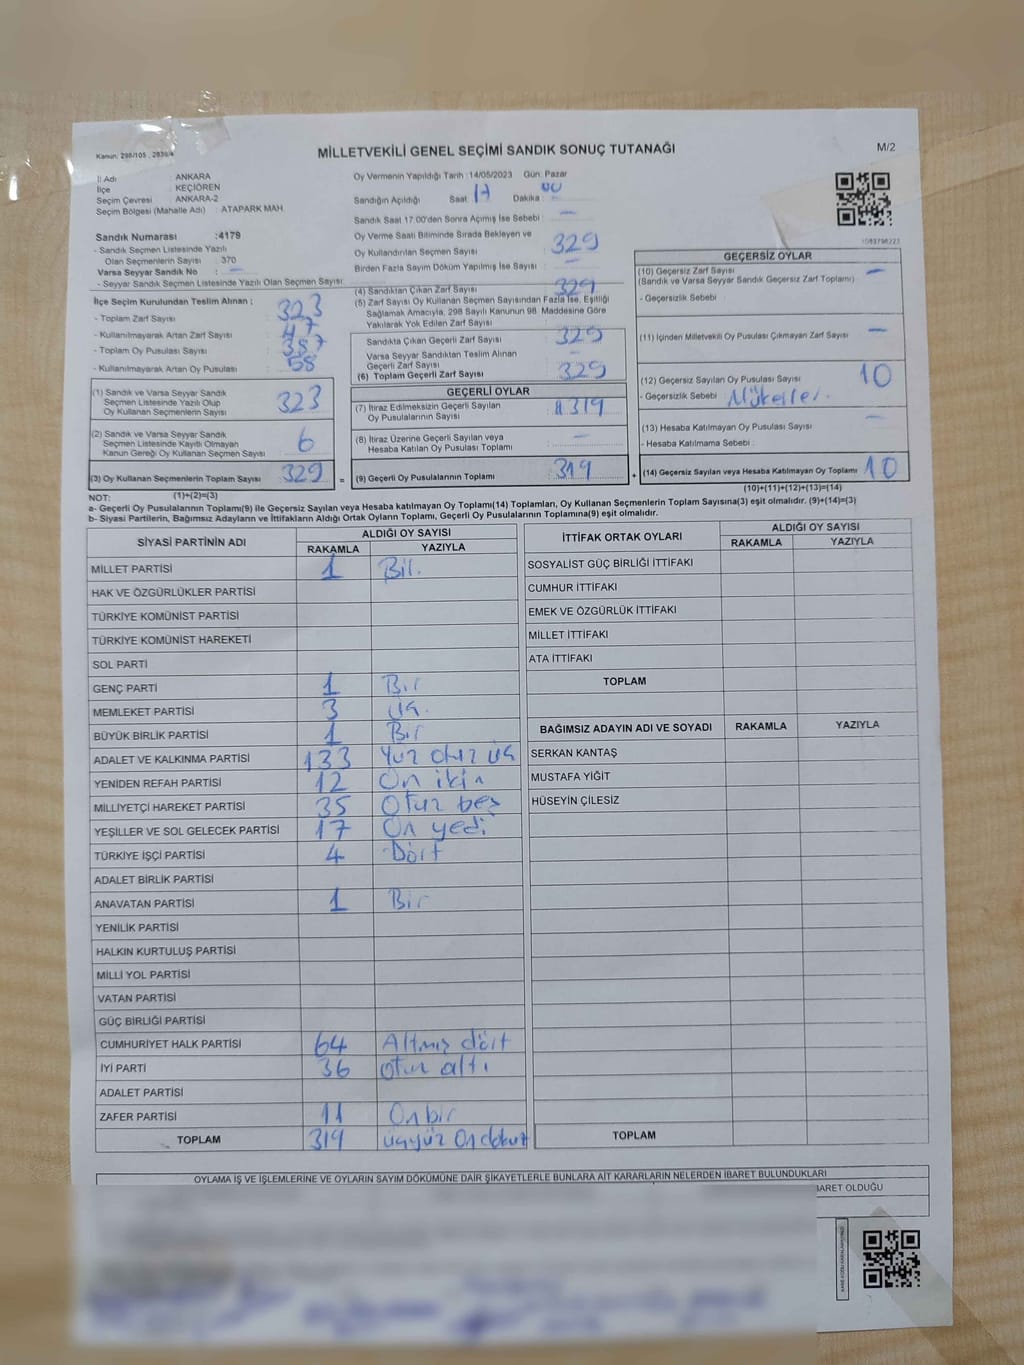 Kanun: 298/105 , 2839/4
MİLLETVEKİLİ GENEL SEÇİMİ SANDIK SONUÇ TUTANAĞI
M/2
İl Adı : ANKARA
İlçe : KEÇİÖREN
Seçim Çevresi : ANKARA-2
Seçim Bölgesi (Mahalle Adı) : ATAPARK MAH.
Sandık Numarası :4179
- Sandık Seçmen Listesinde Yazılı
Olan Seçmenlerin Sayısı : 370
Varsa Seyyar Sandık No : —
- Seyyar Sandık Seçmen Listesinde Yazılı Olan Seçmen Sayısı:
Oy Vermenin Yapıldığı Tarih : 14/05/2023 Gün: Pazar
Sandığın Açıldığı Saat : 17 Dakika : 00
Sandık Saat 17:00'den Sonra Açımış İse Sebebi : —
Oy Verme Saati Bitiminde Sırada Bekleyen ve
Oy Kullandırılan Seçmen Sayısı : 329
Birden Fazla Sayım Döküm Yapılmış İse Sayısı : —
İlçe Seçim Kurulundan Teslim Alınan ;
- Toplam Zarf Sayısı : 323
- Kullanılmayarak Artan Zarf Sayısı : 47
- Toplam Oy Pusulası Sayısı : 387
- Kullanılmayarak Artan Oy Pusulası : 58
(1) Sandık ve Varsa Seyyar Sandık
Seçmen Listesinde Yazılı Olup
Oy Kullanan Seçmenlerin Sayısı : 323
(2) Sandık ve Varsa Seyyar Sandık
Seçmen Listesinde Kayıtlı Olmayan
Kanun Gereği Oy Kullanan Seçmen Sayısı : 6
(3) Oy Kullanan Seçmenlerin Toplam Sayısı : 329
(1)+(2)=(3)
(4) Sandıktan Çıkan Zarf Sayısı : 329
(5) Zarf Sayısı Oy Kullanan Seçmen Sayısından Fazla İse, Eşitliği
Sağlamak Amacıyla, 298 Sayılı Kanunun 98. Maddesine Göre
Yakılarak Yok Edilen Zarf Sayısı : —
Sandıkta Çıkan Geçerli Zarf Sayısı : 329
Varsa Seyyar Sandıktan Teslim Alınan
Geçerli Zarf Sayısı : —
(6) Toplam Geçerli Zarf Sayısı : 329
GEÇERLİ OYLAR
(7) İtiraz Edilmeksizin Geçerli Sayılan
Oy Pusulalarının Sayısı : 319
(8) İtiraz Üzerine Geçerli Sayılan veya
Hesaba Katılan Oy Pusulaları Toplamı : —
= (9) Geçerli Oy Pusulalarının Toplamı : 319
GEÇERSİZ OYLAR
(10) Geçersiz Zarf Sayısı : —
(Sandık ve Varsa Seyyar Sandık Geçersiz Zarf Toplamı)
- Geçersizlik Sebebi :
(11) İçinden Milletvekili Oy Pusulası Çıkmayan Zarf Sayısı : —
(12) Geçersiz Sayılan Oy Pusulası Sayısı : 10
- Geçersizlik Sebebi : Mükerrer.
(13) Hesaba Katılmayan Oy Pusulası Sayısı : —
- Hesaba Katılmama Sebebi :
+ (14) Geçersiz Sayılan veya Hesaba Katılmayan Oy Toplamı : 10
(10)+(11)+(12)+(13)=(14)
NOT:
a- Geçerli Oy Pusulaları Toplamı(9) ile Geçersiz Sayılan veya Hesaba katılmayan Oy Toplamı(14) Toplamları, Oy Kullanan Seçmenlerin Toplam Sayısına(3) eşit olmalıdır. (9)+(14)=(3)
b- Siyasi Partilerin, Bağımsız Adayların ve İttifakların Aldığı Ortak Oyların Toplamı, Geçerli Oy Pusulalarının Toplamına(9) eşit olmalıdır.
SİYASİ PARTİNİN ADI ALDIĞI OY SAYISI
RAKAMLA YAZIYLA
MİLLET PARTİSİ 1 Bir.
HAK VE ÖZGÜRLÜKLER PARTİSİ
TÜRKİYE KOMÜNİST PARTİSİ
TÜRKİYE KOMÜNİST HAREKETİ
SOL PARTİ
GENÇ PARTİ 1 Bir
MEMLEKET PARTİSİ 3 Üç.
BÜYÜK BİRLİK PARTİSİ 1 Bir
ADALET VE KALKINMA PARTİSİ 133 Yüz otuz üç
YENİDEN REFAH PARTİSİ 12 On iki
MİLLİYETÇİ HAREKET PARTİSİ 35 Otuz beş
YEŞİLLER VE SOL GELECEK PARTİSİ 17 On yedi
TÜRKİYE İŞÇİ PARTİSİ 4 Dört
ADALET BİRLİK PARTİSİ
ANAVATAN PARTİSİ 1 Bir
YENİLİK PARTİSİ
HALKIN KURTULUŞ PARTİSİ
MİLLİ YOL PARTİSİ
VATAN PARTİSİ
GÜÇ BİRLİĞİ PARTİSİ
CUMHURİYET HALK PARTİSİ 64 Altmış dört
İYİ PARTİ 36 otuz altı
ADALET PARTİSİ
ZAFER PARTİSİ 11 On bir
TOPLAM 319 üçyüz Ondokuz
İTTİFAK ORTAK OYLARI ALDIĞI OY SAYISI
RAKAMLA YAZIYLA
SOSYALİST GÜÇ BİRLİĞİ İTTİFAKI
CUMHUR İTTİFAKI
EMEK VE ÖZGÜRLÜK İTTİFAKI
MİLLET İTTİFAKI
ATA İTTİFAKI
TOPLAM
BAĞIMSIZ ADAYIN ADI VE SOYADI RAKAMLA YAZIYLA
SERKAN KANTAŞ
MUSTAFA YİĞİT
HÜSEYİN ÇİLESİZ
TOPLAM
OYLAMA İŞ VE İŞLEMLERİNE VE OYLARIN SAYIM DÖKÜMÜNE DAİR ŞİKAYETLERLE BUNLARA AİT KARARLARIN NELERDEN İBARET BULUNDUKLARI
BARET OLDUĞU